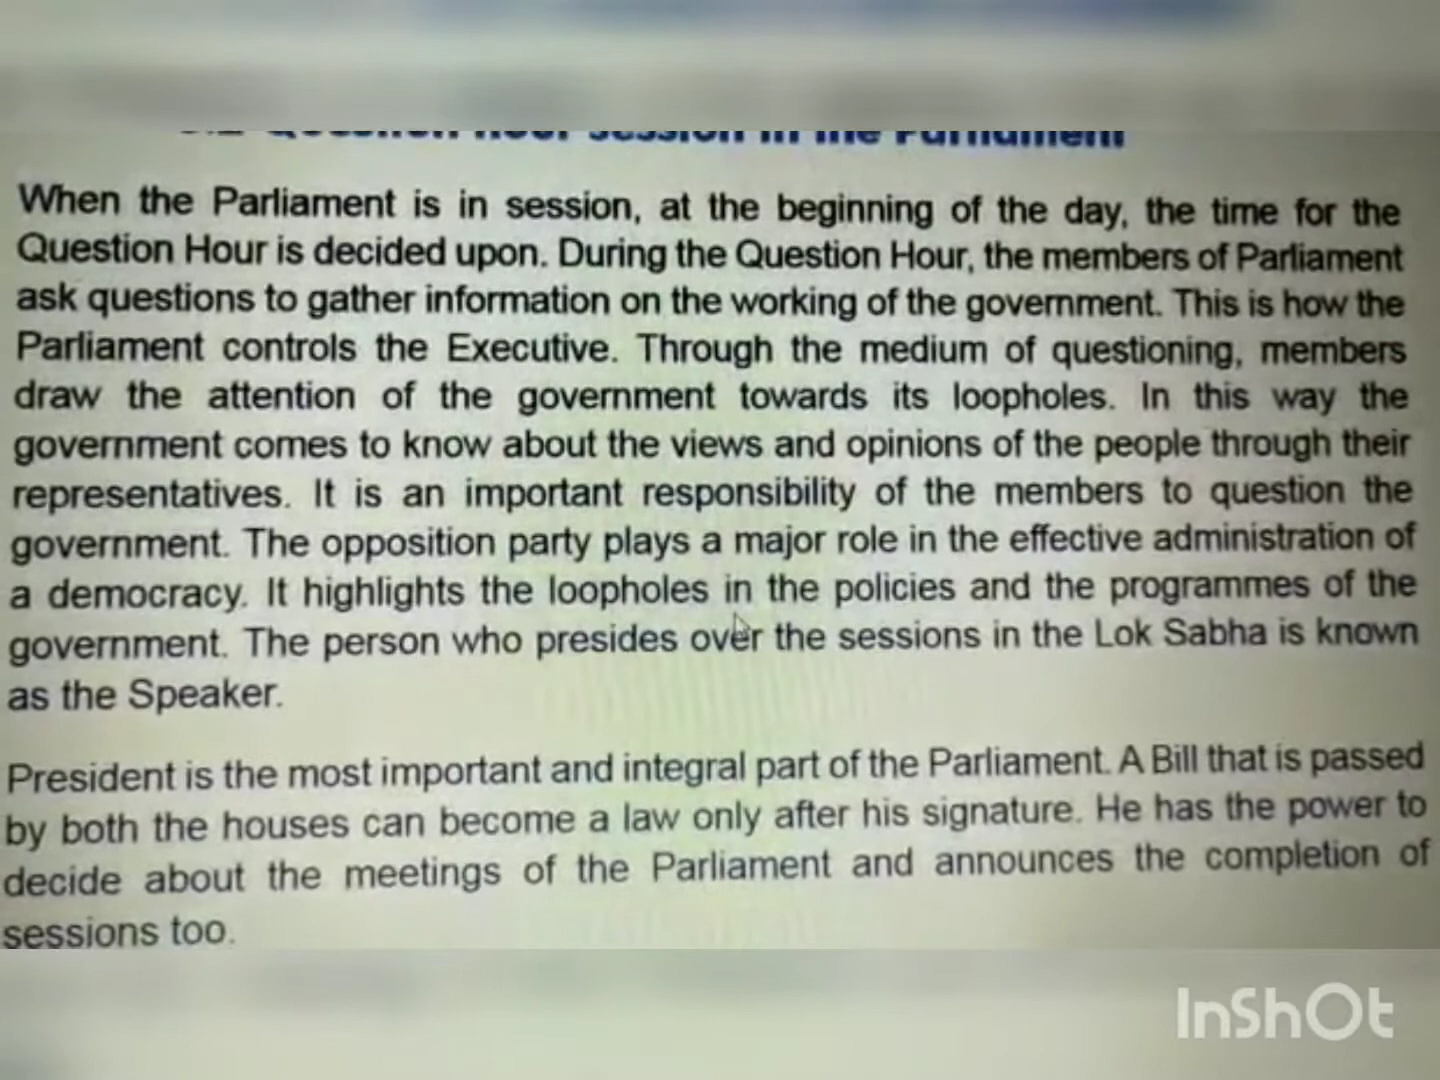 Question hour session in the Parliament
When the Parliament is in session, at the beginning of the day, the time for the
Question Hour is decided upon. During the Question Hour, the members of Parliament
ask questions to gather information on the working of the government. This is how the
Parliament controls the Executive. Through the medium of questioning, members
draw the attention of the government towards its loopholes. In this way the
government comes to know about the views and opinions of the people through their
representatives. It is an important responsibility of the members to question the
government. The opposition party plays a major role in the effective administration of
a democracy. It highlights the loopholes in the policies and the programmes of the
government. The person who presides over the sessions in the Lok Sabha is known
as the Speaker.
President is the most important and integral part of the Parliament. A Bill that is passed
by both the houses can become a law only after his signature. He has the power to
decide about the meetings of the Parliament and announces the completion of
sessions too.
InShOt